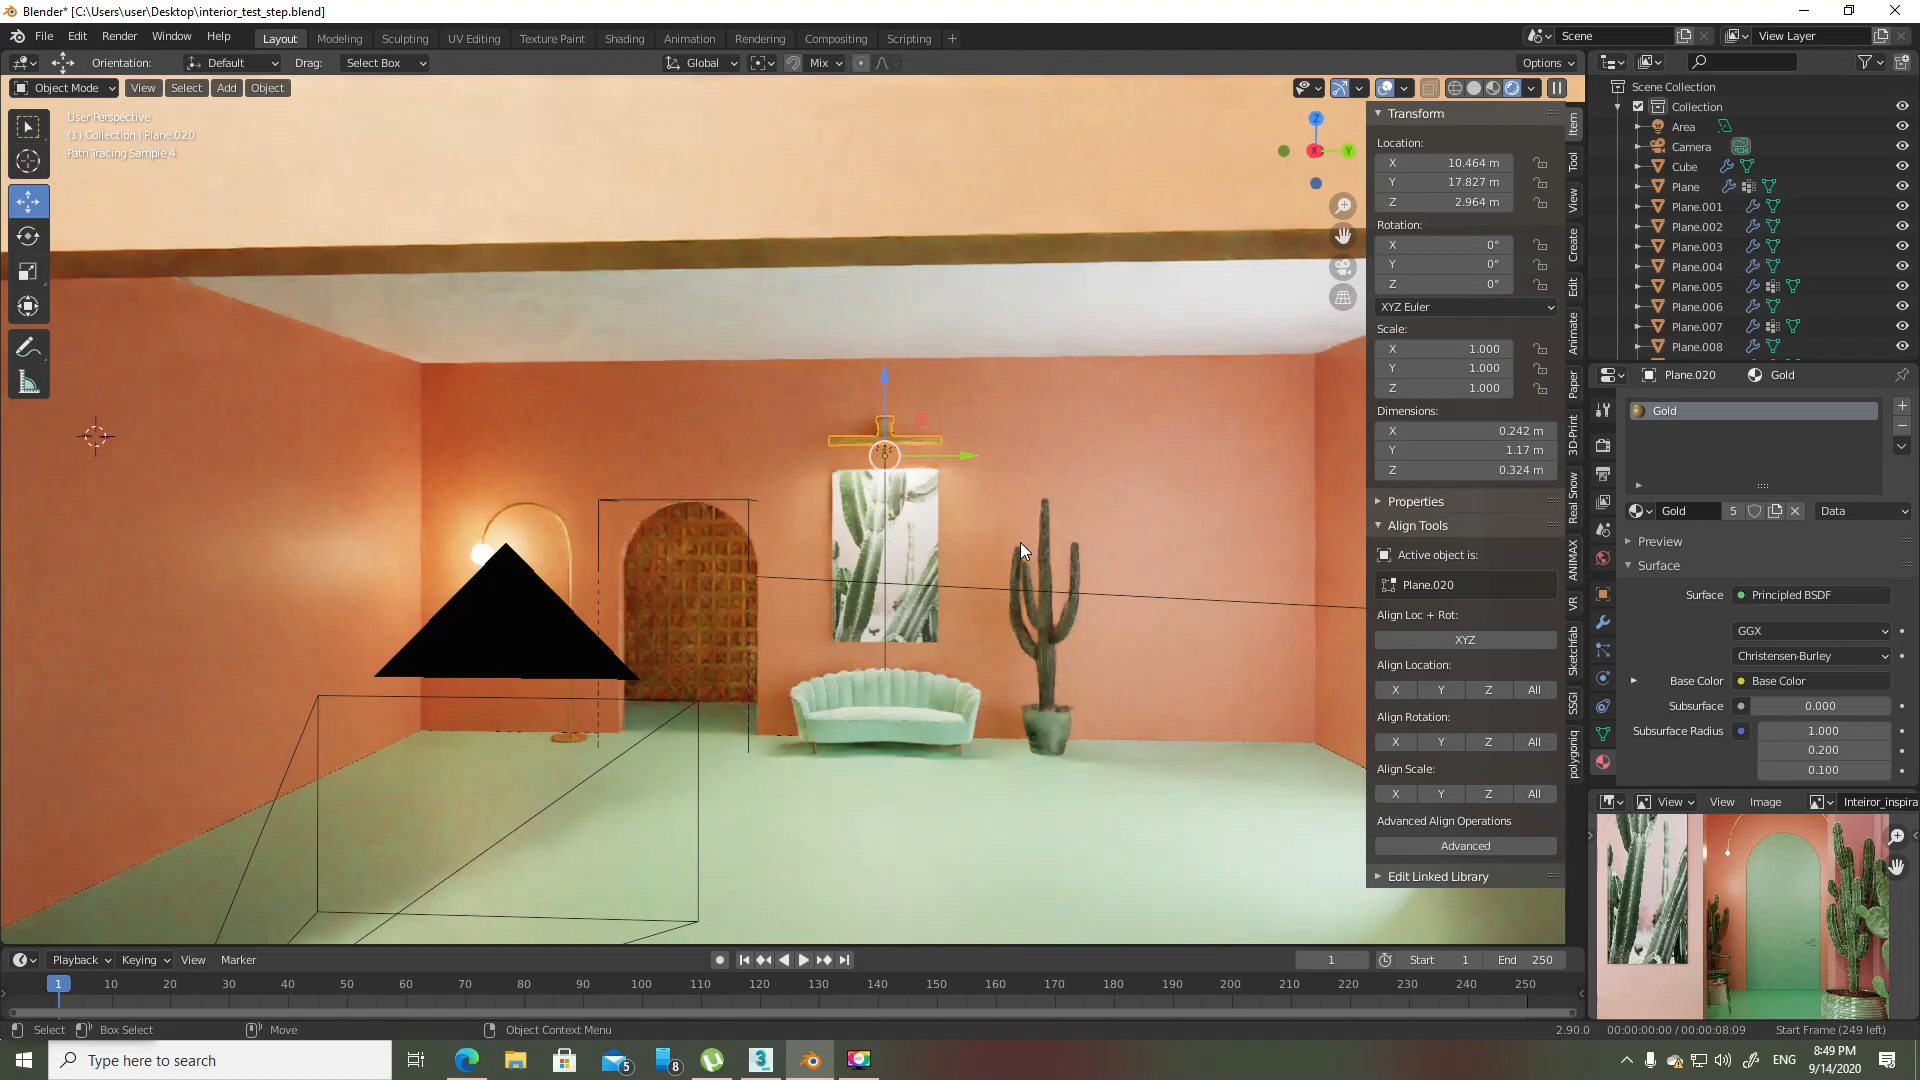 Blender* [C:\Users\user\Desktop\interior_test_step.blend]
File Edit Render Window Help
Layout Modeling Sculpting UV Editing Texture Paint Shading Animation Rendering Compositing Scripting +
Scene
View Layer
Orientation: Default Drag: Select Box
Global Mix Options
Object Mode View Select Add Object
User Perspective
(1) Collection | Plane.020
Path Tracing Sample 4
Z
Y
X
Transform
Location:
X 10.464 m
Y 17.827 m
Z 2.964 m
Rotation:
X 0°
Y 0°
Z 0°
XYZ Euler
Scale:
X 1.000
Y 1.000
Z 1.000
Dimensions:
X 0.242 m
Y 1.17 m
Z 0.324 m
Properties
Align Tools
Active object is:
Plane.020
Align Loc + Rot:
XYZ
Align Location:
X Y Z All
Align Rotation:
X Y Z All
Align Scale:
X Y Z All
Advanced Align Operations
Advanced
Edit Linked Library
Item
Tool
View
Create
Edit
Animate
Paper
3D-Print
Real Snow
ANIMAX
VR
Sketchfab
SSGI
polygoniq
Scene Collection
Collection
Area
Camera
Cube
Plane
Plane.001
Plane.002
Plane.003
Plane.004
Plane.005
Plane.006
Plane.007
Plane.008
Plane.020 Gold
Gold
Gold 5 Data
Preview
Surface
Surface Principled BSDF
GGX
Christensen-Burley
Base Color Base Color
Subsurface 0.000
Subsurface Radius 1.000
0.200
0.100
View View Image Inteiror_inspira
Playback Keying View Marker
1 Start 1 End 250
1 10 20 30 40 50 60 70 80 90 100 110 120 130 140 150 160 170 180 190 200 210 220 230 240 250
Select Box Select Move Object Context Menu
2.90.0 00:00:00:00 / 00:00:08:09 Start Frame (249 left)
Type here to search
5
8
3
ENG
8:49 PM
9/14/2020